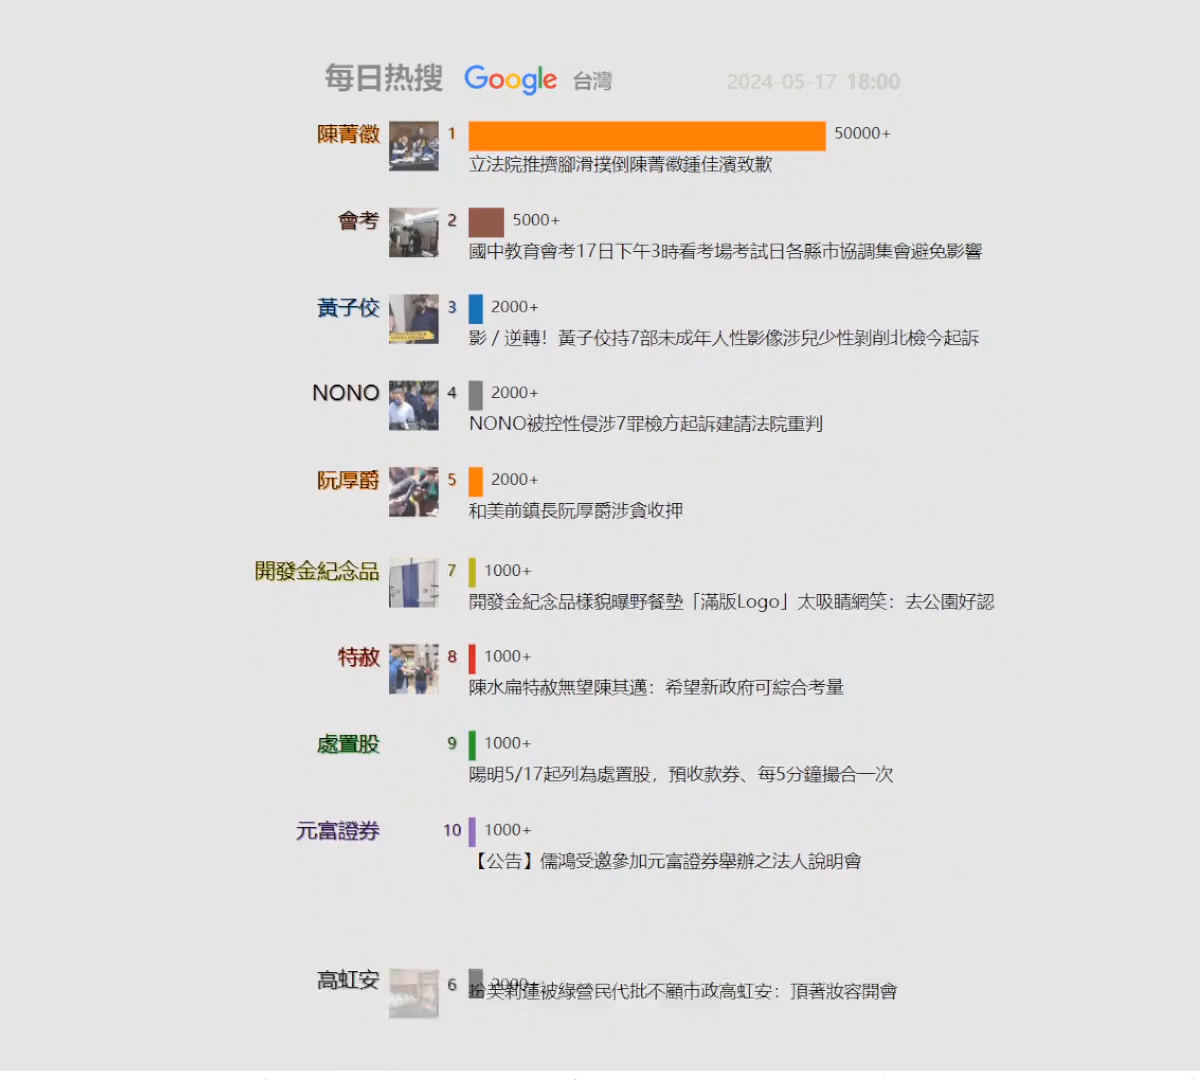 每日热搜 Google 台灣 2024-05-17 18:00
陳菁徽 1 50000+
立法院推擠腳滑撲倒陳菁徽鍾佳濱致歉
會考 2 5000+
國中教育會考17日下午3時看考場考試日各縣市協調集會避免影響
黃子佼 3 2000+
影 / 逆轉！黃子佼持7部未成年人性影像涉兒少性剝削北檢今起訴
NONO 4 2000+
NONO被控性侵涉7罪檢方起訴建請法院重判
阮厚爵 5 2000+
和美前鎮長阮厚爵涉貪收押
開發金紀念品 7 1000+
開發金紀念品樣貌曝野餐墊「滿版Logo」太吸睛網笑：去公園好認
特赦 8 1000+
陳水扁特赦無望陳其邁：希望新政府可綜合考量
處置股 9 1000+
陽明5/17起列為處置股，預收款券、每5分鐘撮合一次
元富證券 10 1000+
【公告】儒鴻受邀參加元富證券舉辦之法人說明會
高虹安 6 2000+
扮芙莉蓮被綠營民代批不顧市政高虹安：頂著妝容開會